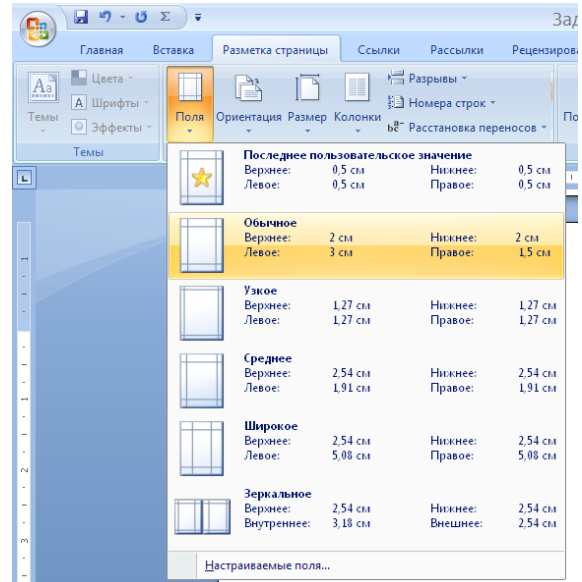 Зад
Главная Вставка Разметка страницы Ссылки Рассылки Рецензирова
Aa Темы
Цвета
Шрифты
Эффекты
Поля
Ориентация
Размер
Колонки
Разрывы
Номера строк
Расстановка переносов
По
Темы
Последнее пользовательское значение
Верхнее: 0,5 см Нижнее: 0,5 см
Левое: 0,5 см Правое: 0,5 см
Обычное
Верхнее: 2 см Нижнее: 2 см
Левое: 3 см Правое: 1,5 см
Узкое
Верхнее: 1,27 см Нижнее: 1,27 см
Левое: 1,27 см Правое: 1,27 см
Среднее
Верхнее: 2,54 см Нижнее: 2,54 см
Левое: 1,91 см Правое: 1,91 см
Широкое
Верхнее: 2,54 см Нижнее: 2,54 см
Левое: 5,08 см Правое: 5,08 см
Зеркальное
Верхнее: 2,54 см Нижнее: 2,54 см
Внутреннее: 3,18 см Внешнее: 2,54 см
Настраиваемые поля...
1
1
2
3